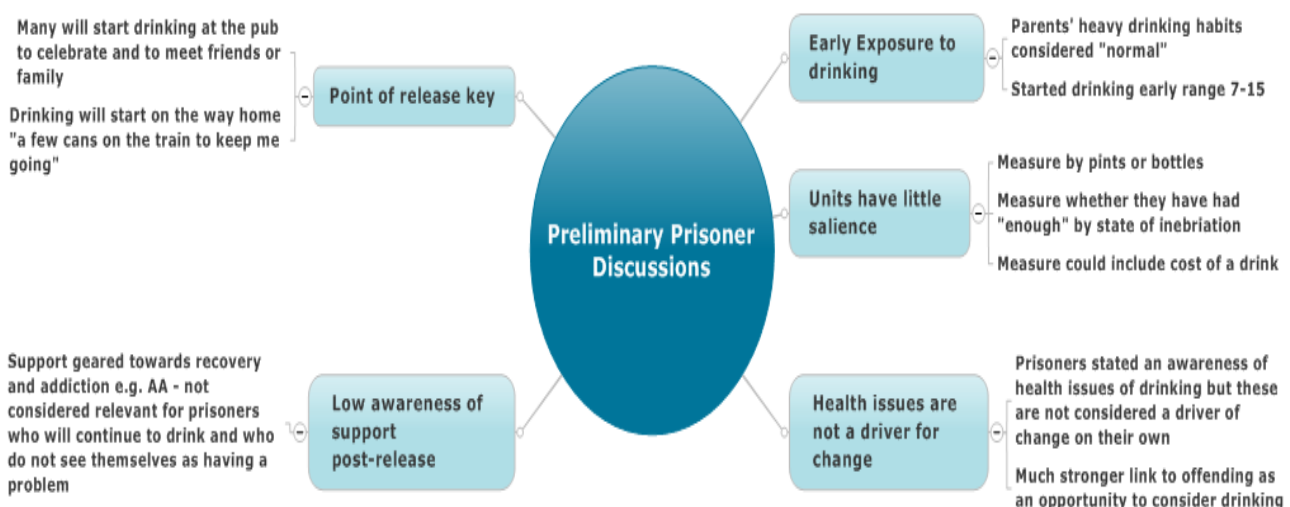 Preliminary Prisoner
Discussions
Point of release key
Many will start drinking at the pub
to celebrate and to meet friends or
family
Drinking will start on the way home
"a few cans on the train to keep me
going"
Low awareness of
support
post-release
Support geared towards recovery
and addiction e.g. AA - not
considered relevant for prisoners
who will continue to drink and who
do not see themselves as having a
problem
Early Exposure to
drinking
Parents' heavy drinking habits
considered "normal"
Started drinking early range 7-15
Units have little
salience
Measure by pints or bottles
Measure whether they have had
"enough" by state of inebriation
Measure could include cost of a drink
Health issues are
not a driver for
change
Prisoners stated an awareness of
health issues of drinking but these
are not considered a driver of
change on their own
Much stronger link to offending as
an opportunity to consider drinking